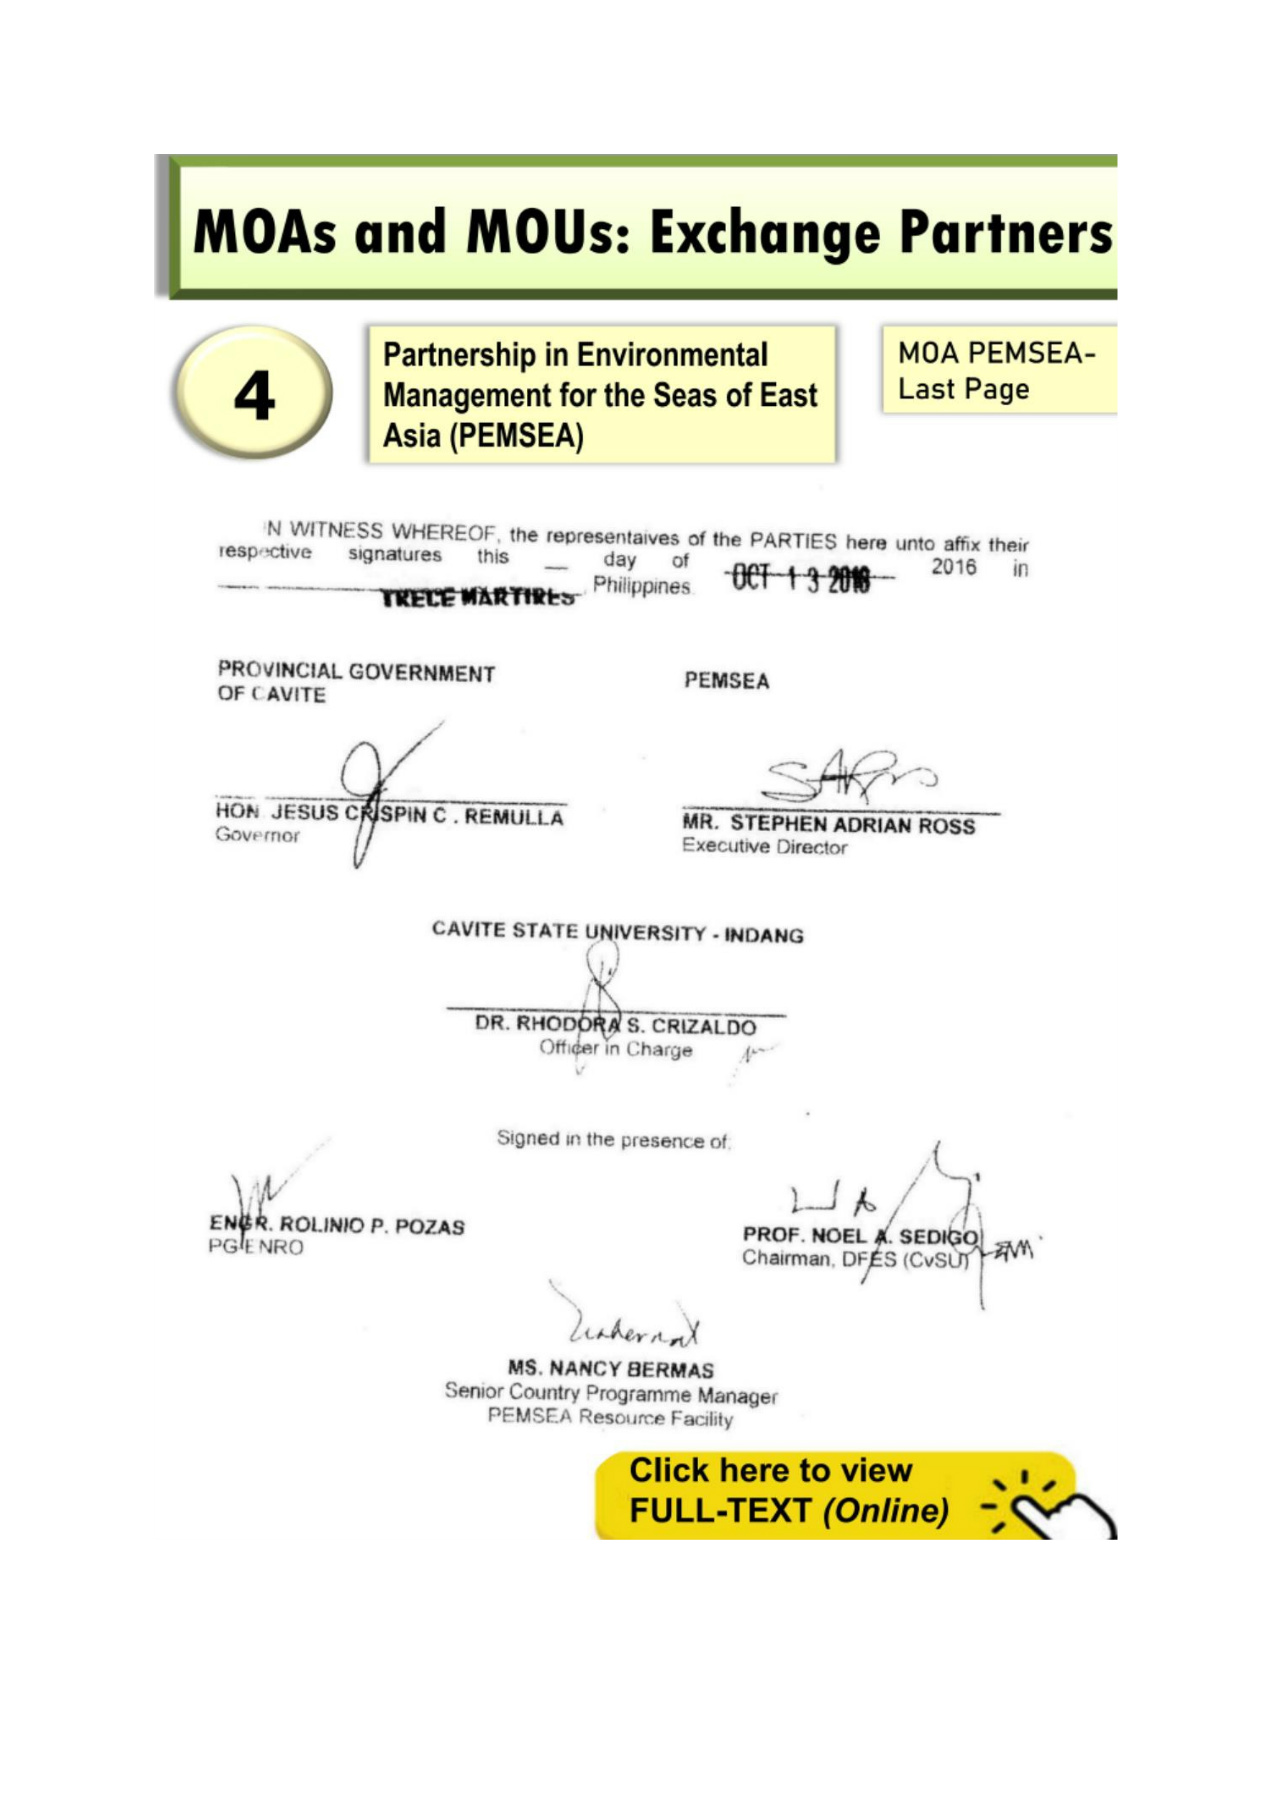 MOAs and MOUs: Exchange Partners
4
Partnership in Environmental
Management for the Seas of East
Asia (PEMSEA)
MOA PEMSEA-
Last Page
IN WITNESS WHEREOF, the representaives of the PARTIES here unto affix their
respective signatures this __ day of OCT 13 2016 2016 in
TRECE MARTIRES, Philippines.
PROVINCIAL GOVERNMENT
OF CAVITE
PEMSEA
HON. JESUS CRISPIN C. REMULLA
Governor
MR. STEPHEN ADRIAN ROSS
Executive Director
CAVITE STATE UNIVERSITY - INDANG
DR. RHODORA S. CRIZALDO
Officer in Charge
Signed in the presence of:
ENGR. ROLINIO P. POZAS
PG-ENRO
PROF. NOEL A. SEDIGO
Chairman, DFES (CvSU)
MS. NANCY BERMAS
Senior Country Programme Manager
PEMSEA Resource Facility
Click here to view
FULL-TEXT (Online)